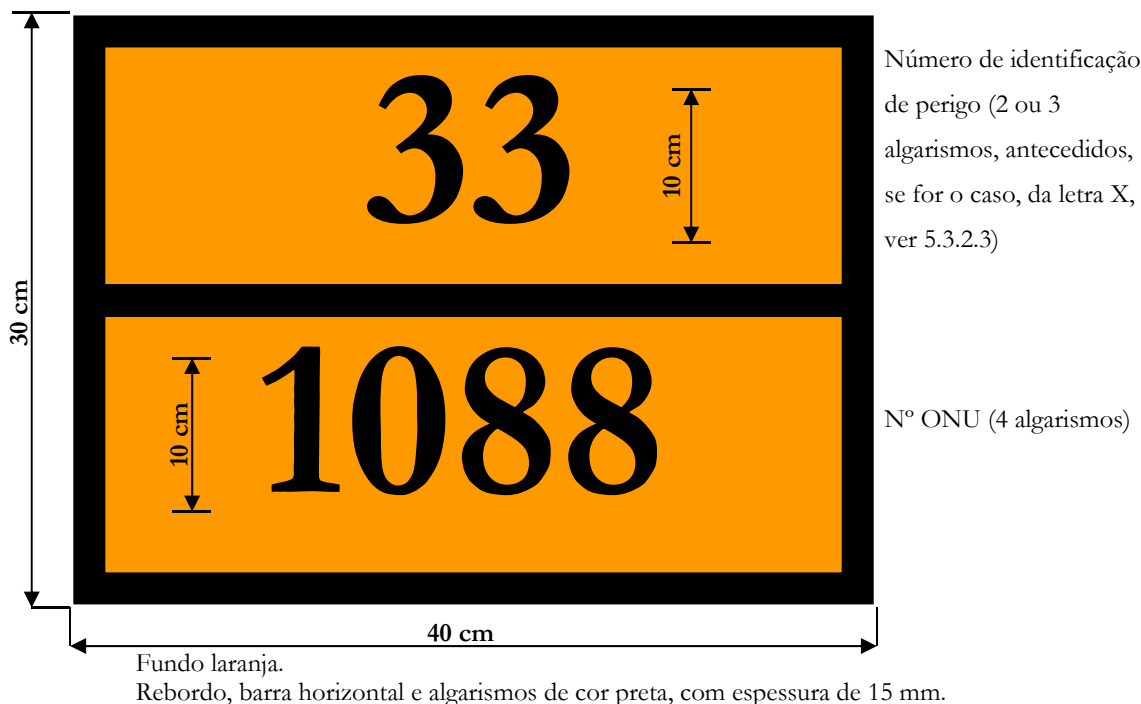 33
10 cm
Número de identificação
de perigo (2 ou 3
algarismos, antecedidos,
se for o caso, da letra X,
ver 5.3.2.3)
30 cm
1088
10 cm
Nº ONU (4 algarismos)
40 cm
Fundo laranja.
Rebordo, barra horizontal e algarismos de cor preta, com espessura de 15 mm.